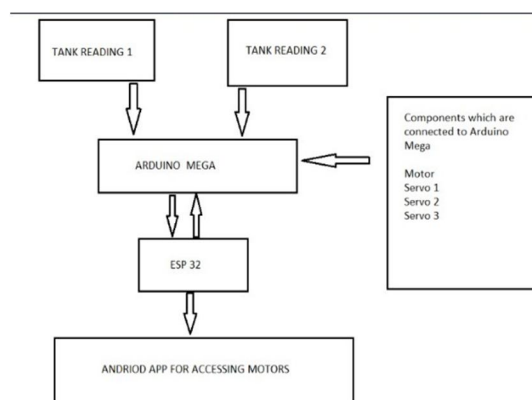 TANK READING 1
TANK READING 2
Components which are
connected to Arduino
Mega
Motor
Servo 1
Servo 2
Servo 3
ARDUINO MEGA
ESP 32
ANDRIOD APP FOR ACCESSING MOTORS